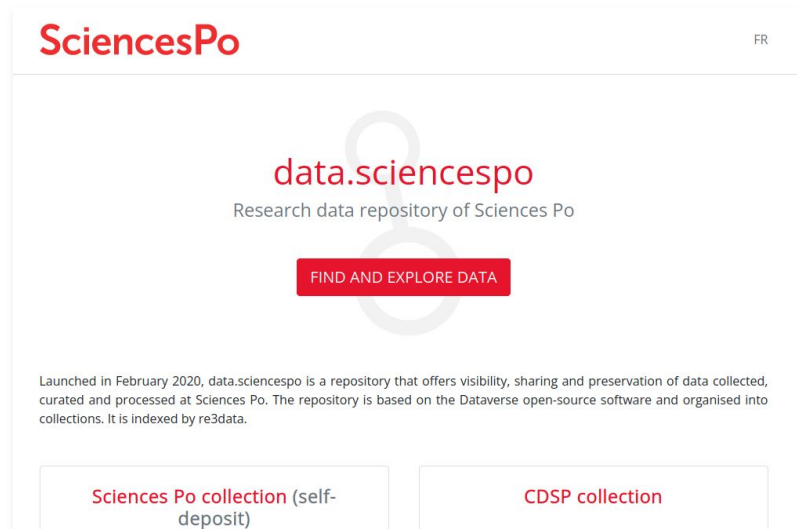 SciencesPo
FR
data.sciencespo
Research data repository of Sciences Po
FIND AND EXPLORE DATA
Launched in February 2020, data.sciencespo is a repository that offers visibility, sharing and preservation of data collected,
curated and processed at Sciences Po. The repository is based on the Dataverse open-source software and organised into
collections. It is indexed by re3data.
Sciences Po collection (self-
deposit)
CDSP collection